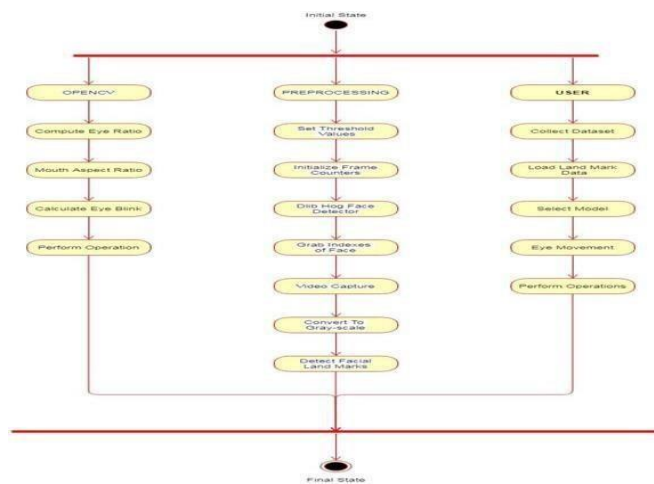 Initial State
OPENCV
Compute Eye Ratio
Mouth Aspect Ratio
Calculate Eye Blink
Perform Operation
PREPROCESSING
Set Threshold
Values
Initialize Frame
Counters
Dlib Hog Face
Detector
Grab Indexes
of Face
Video Capture
Convert To
Gray-scale
Detect Facial
Land Marks
USER
Collect Dataset
Load Land Mark
Data
Select Model
Eye Movement
Perform Operations
Final State